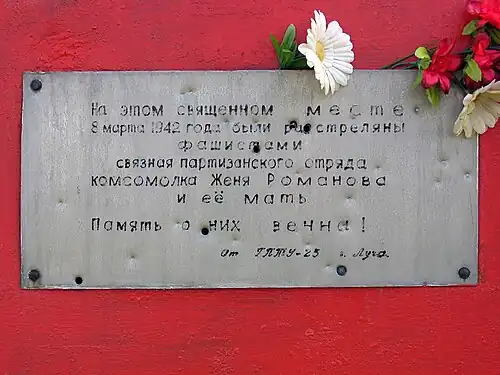 На этом священном месте
8 марта 1942 года были расстреляны
фашистами
связная партизанского отряда
комсомолка Женя Романова
и её мать
Память о них вечна!
От ГПТУ-25 г. Луга.